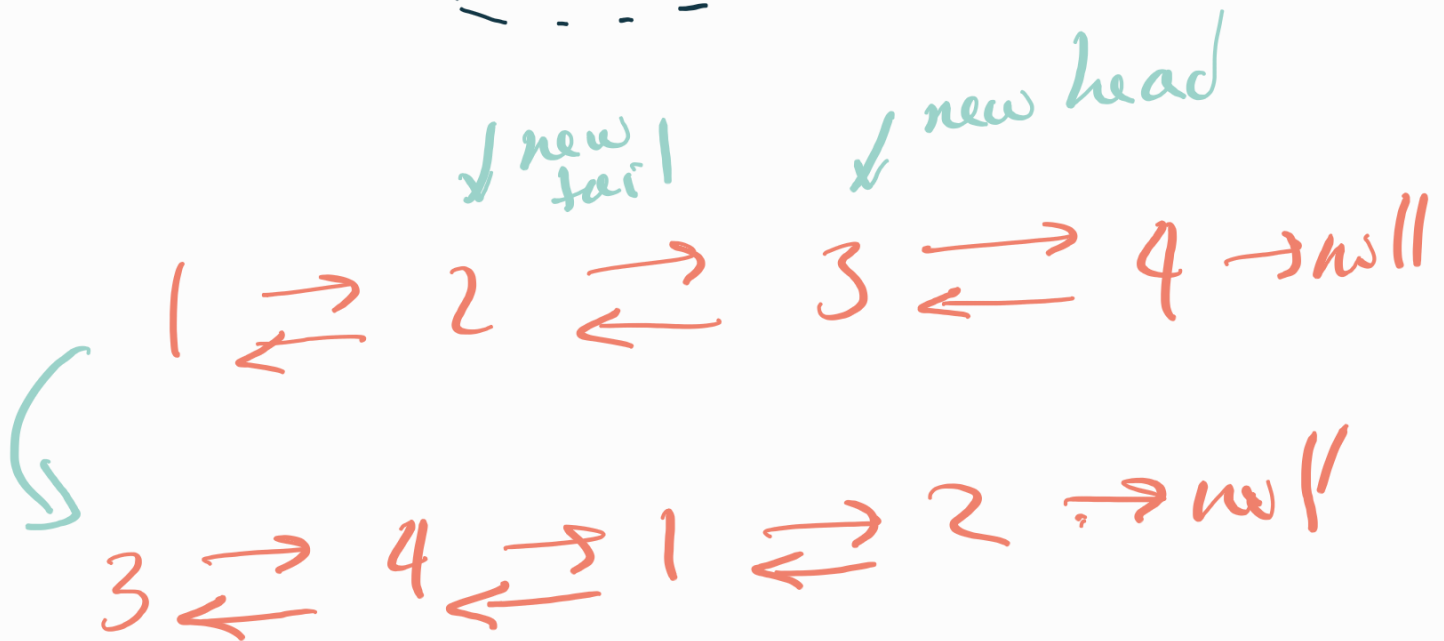 new head
new
tail
1 ⇄ 2 ⇄ 3 ⇄ 4 → null
3 ⇄ 4 ⇄ 1 ⇄ 2 → null